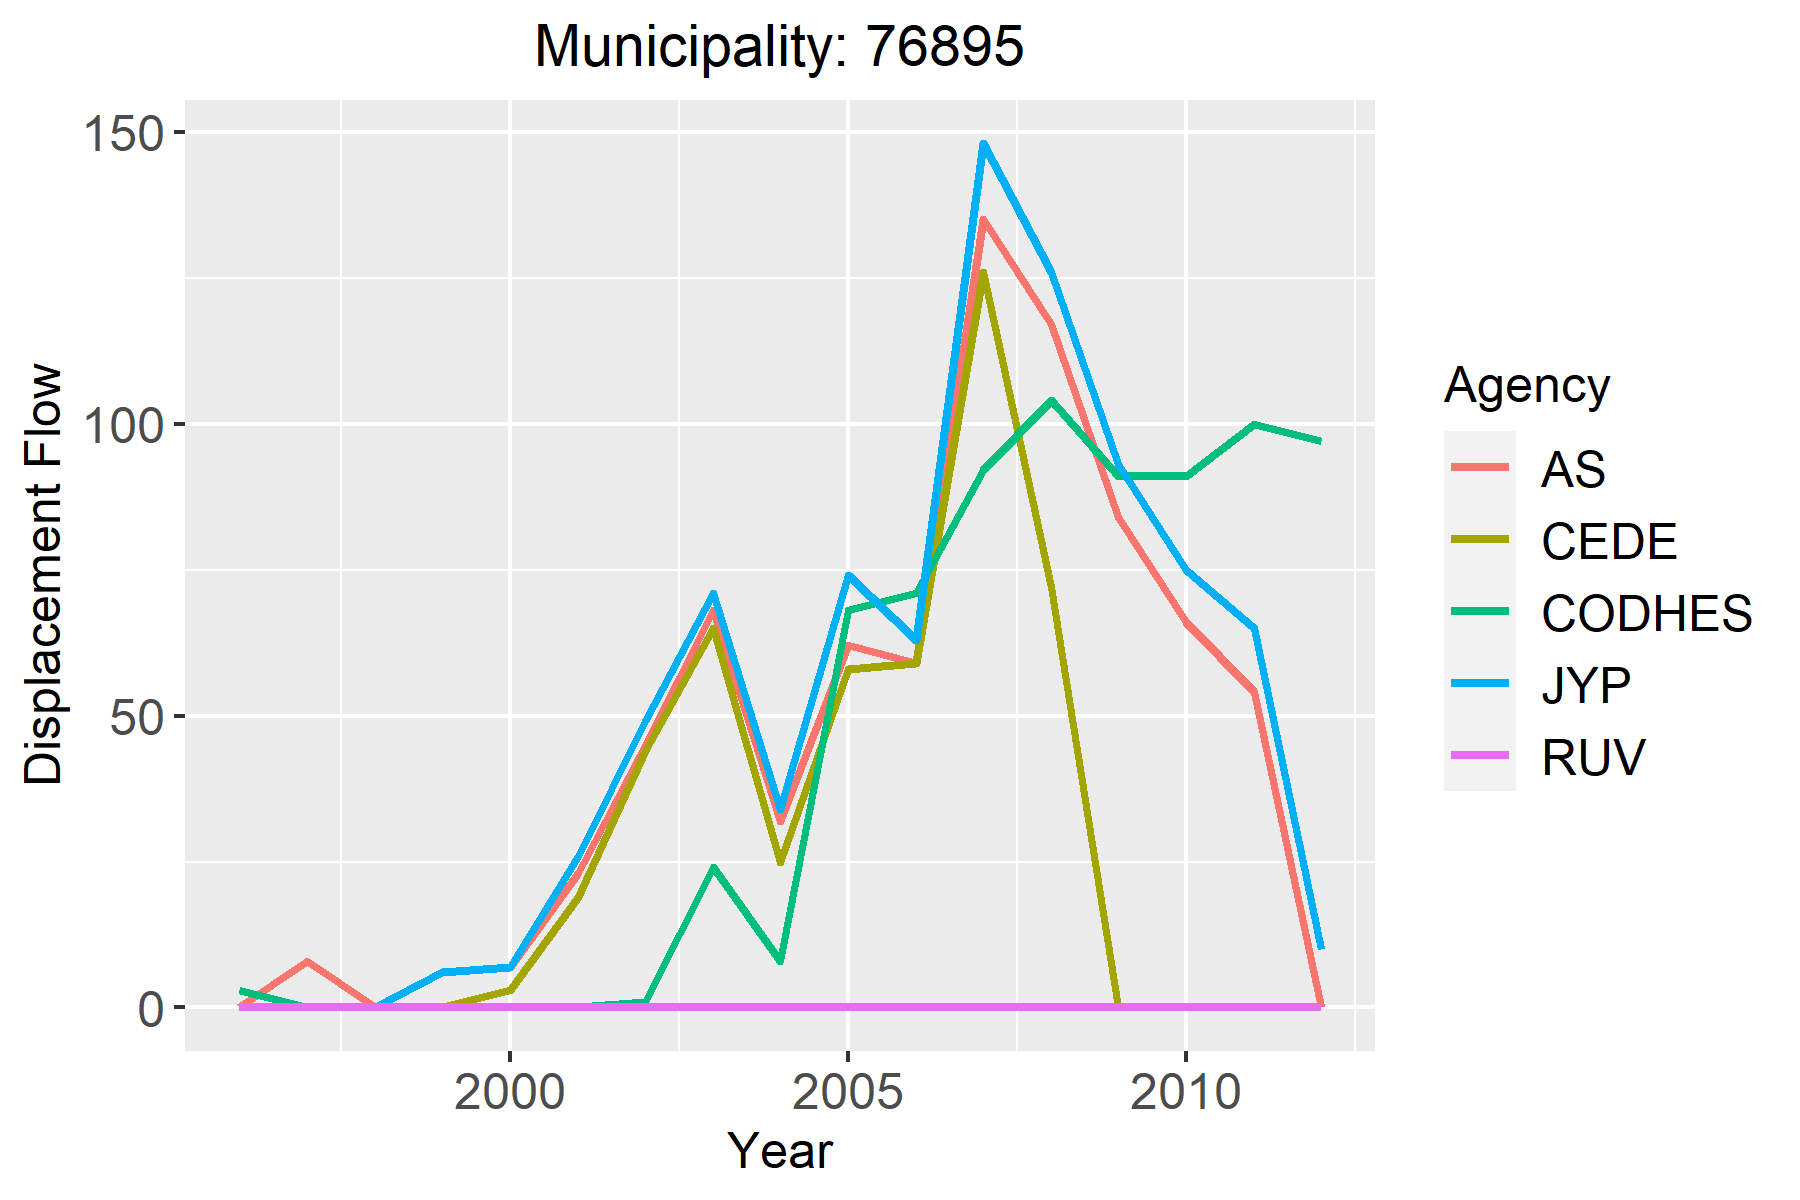 Municipality: 76895
150
100
50
0
Displacement Flow
2000 2005 2010
Year
Agency
AS
CEDE
CODHES
JYP
RUV